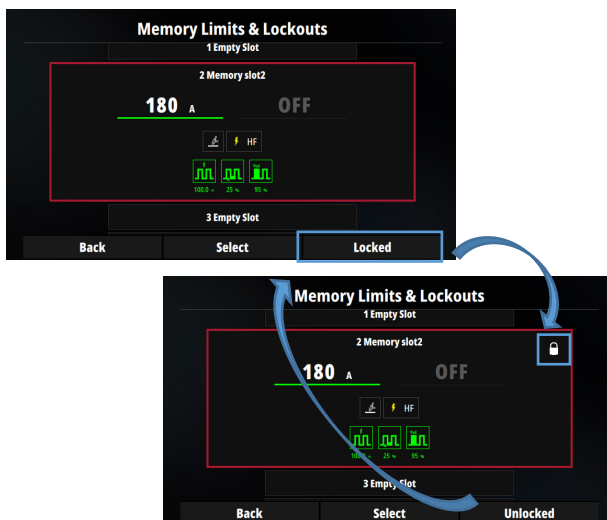 Memory Limits & Lockouts
1 Empty Slot
2 Memory slot2
180 A OFF
HF
100.0 25 % 95 %
3 Empty Slot
Back Select Locked
Memory Limits & Lockouts
1 Empty Slot
2 Memory slot2
180 A OFF
HF
25 % 95 %
3 Empty Slot
Back Select Unlocked